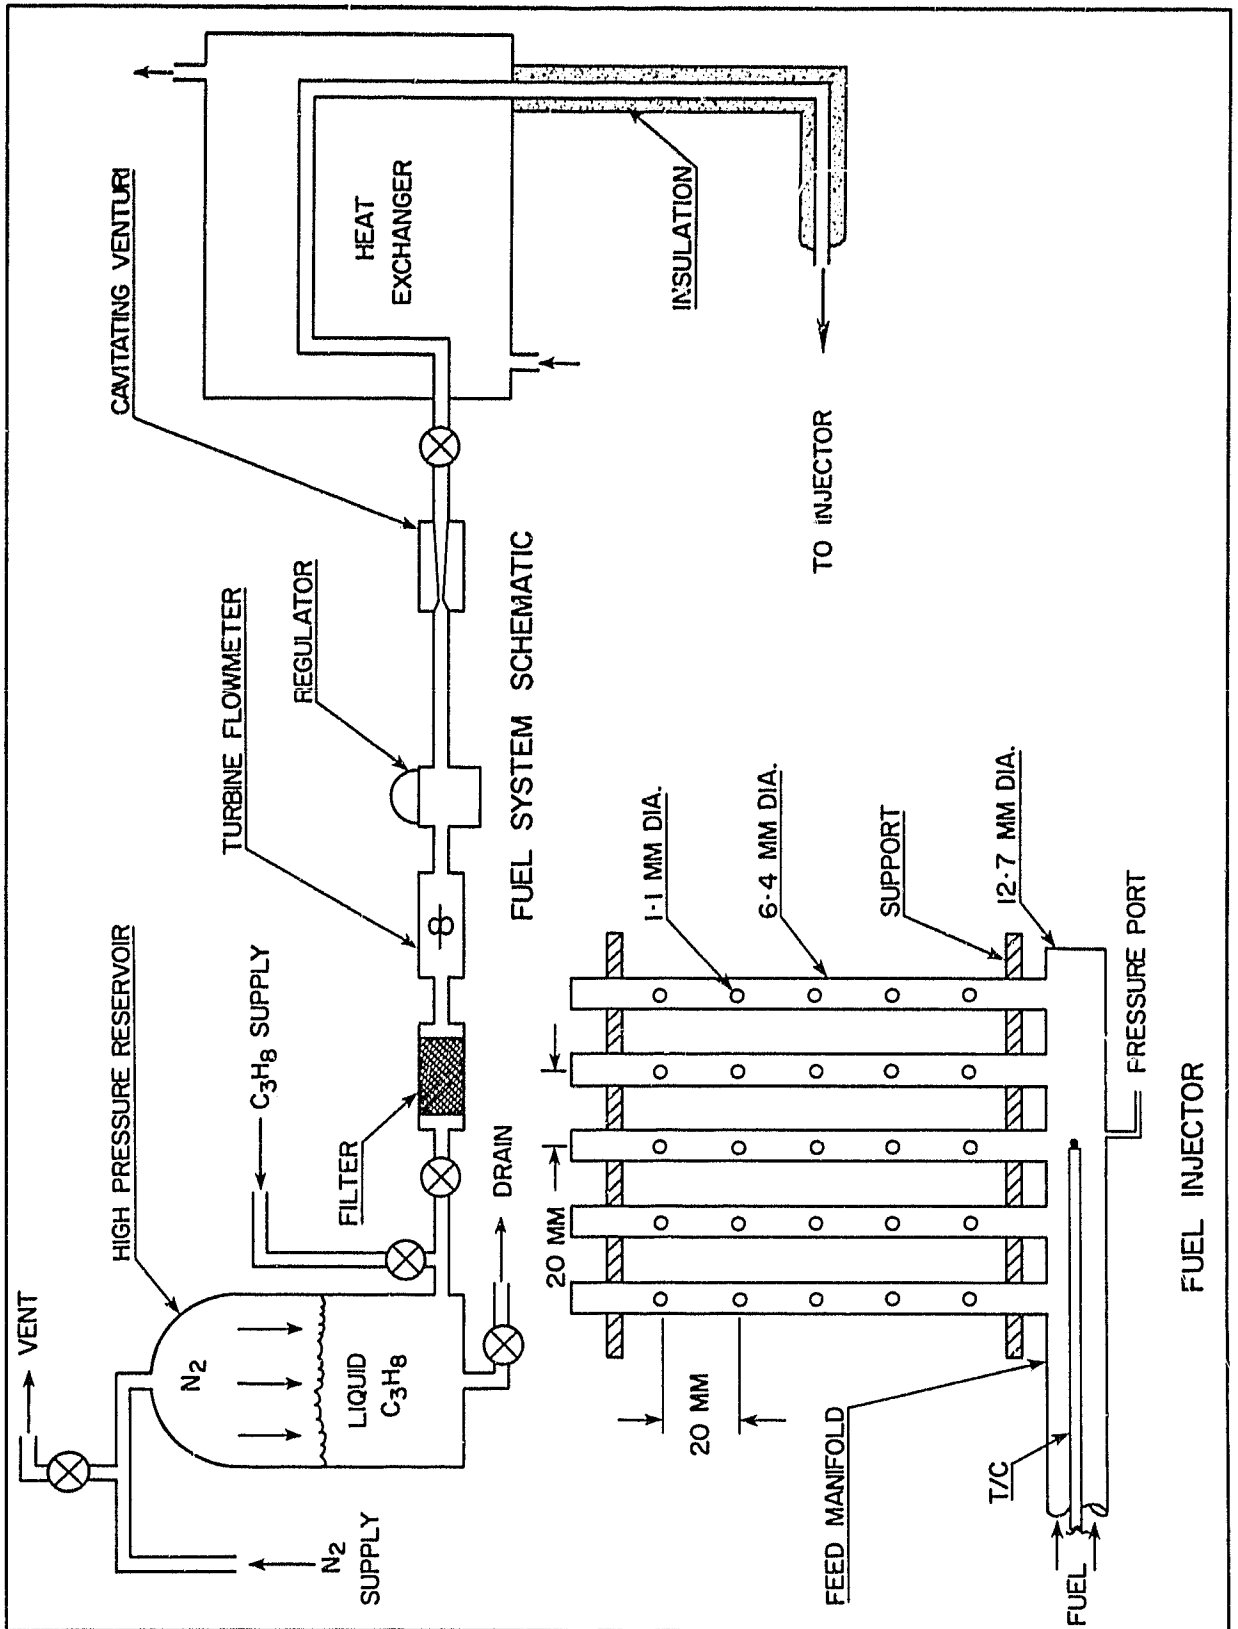 VENT
N2
SUPPLY
HIGH PRESSURE RESERVOIR
N2
LIQUID
C3H8
DRAIN
C3H8 SUPPLY
FILTER
TURBINE FLOWMETER
8
REGULATOR
CAVITATING VENTURI
HEAT
EXCHANGER
INSULATION
TO INJECTOR
FUEL SYSTEM SCHEMATIC
20 MM
20 MM
1·1 MM DIA.
6·4 MM DIA.
SUPPORT
12·7 MM DIA.
FEED MANIFOLD
T/C
FUEL
PRESSURE PORT
FUEL INJECTOR